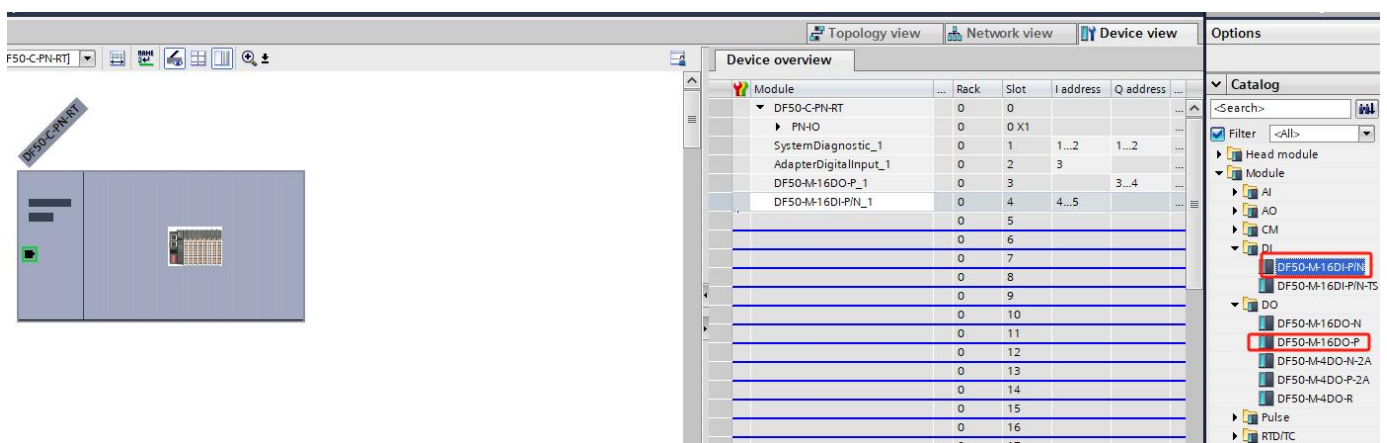 Topology view Network view Device view Options
F50-C-PN-RT]
Device overview
Catalog
Module ... Rack Slot I address Q address ...
<Search>
DF50-C-PN-RT 0 0 ...
Filter <All>
PN-IO 0 0 X1 ...
Head module
SystemDiagnostic_1 0 1 1...2 1...2 ...
Module
AdapterDigitalInput_1 0 2 3 ...
AI
DF50-M-16DO-P_1 0 3 3...4 ...
AO
DF50-M-16DI-P/N_1 0 4 4...5 ...
CM
0 5
DI
0 6
DF50-M-16DI-P/N
0 7
DF50-M-16DI-P/N-TS
0 8
DO
0 9
DF50-M-16DO-N
0 10
DF50-M-16DO-P
0 11
DF50-M-4DO-N-2A
0 12
DF50-M-4DO-P-2A
0 13
DF50-M-4DO-R
0 14
Pulse
0 15
RTD/TC
0 16
DF50-C-PN-RT